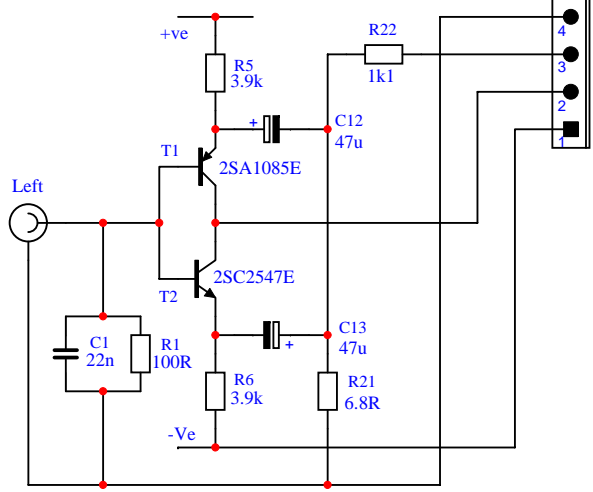 +ve
R22
4
R5
3.9k
1k1
3
+
C12
47u
2
1
T1
2SA1085E
Left
2SC2547E
T2
C1
22n
R1
100R
C13
47u
+
R6
3.9k
R21
6.8R
-Ve